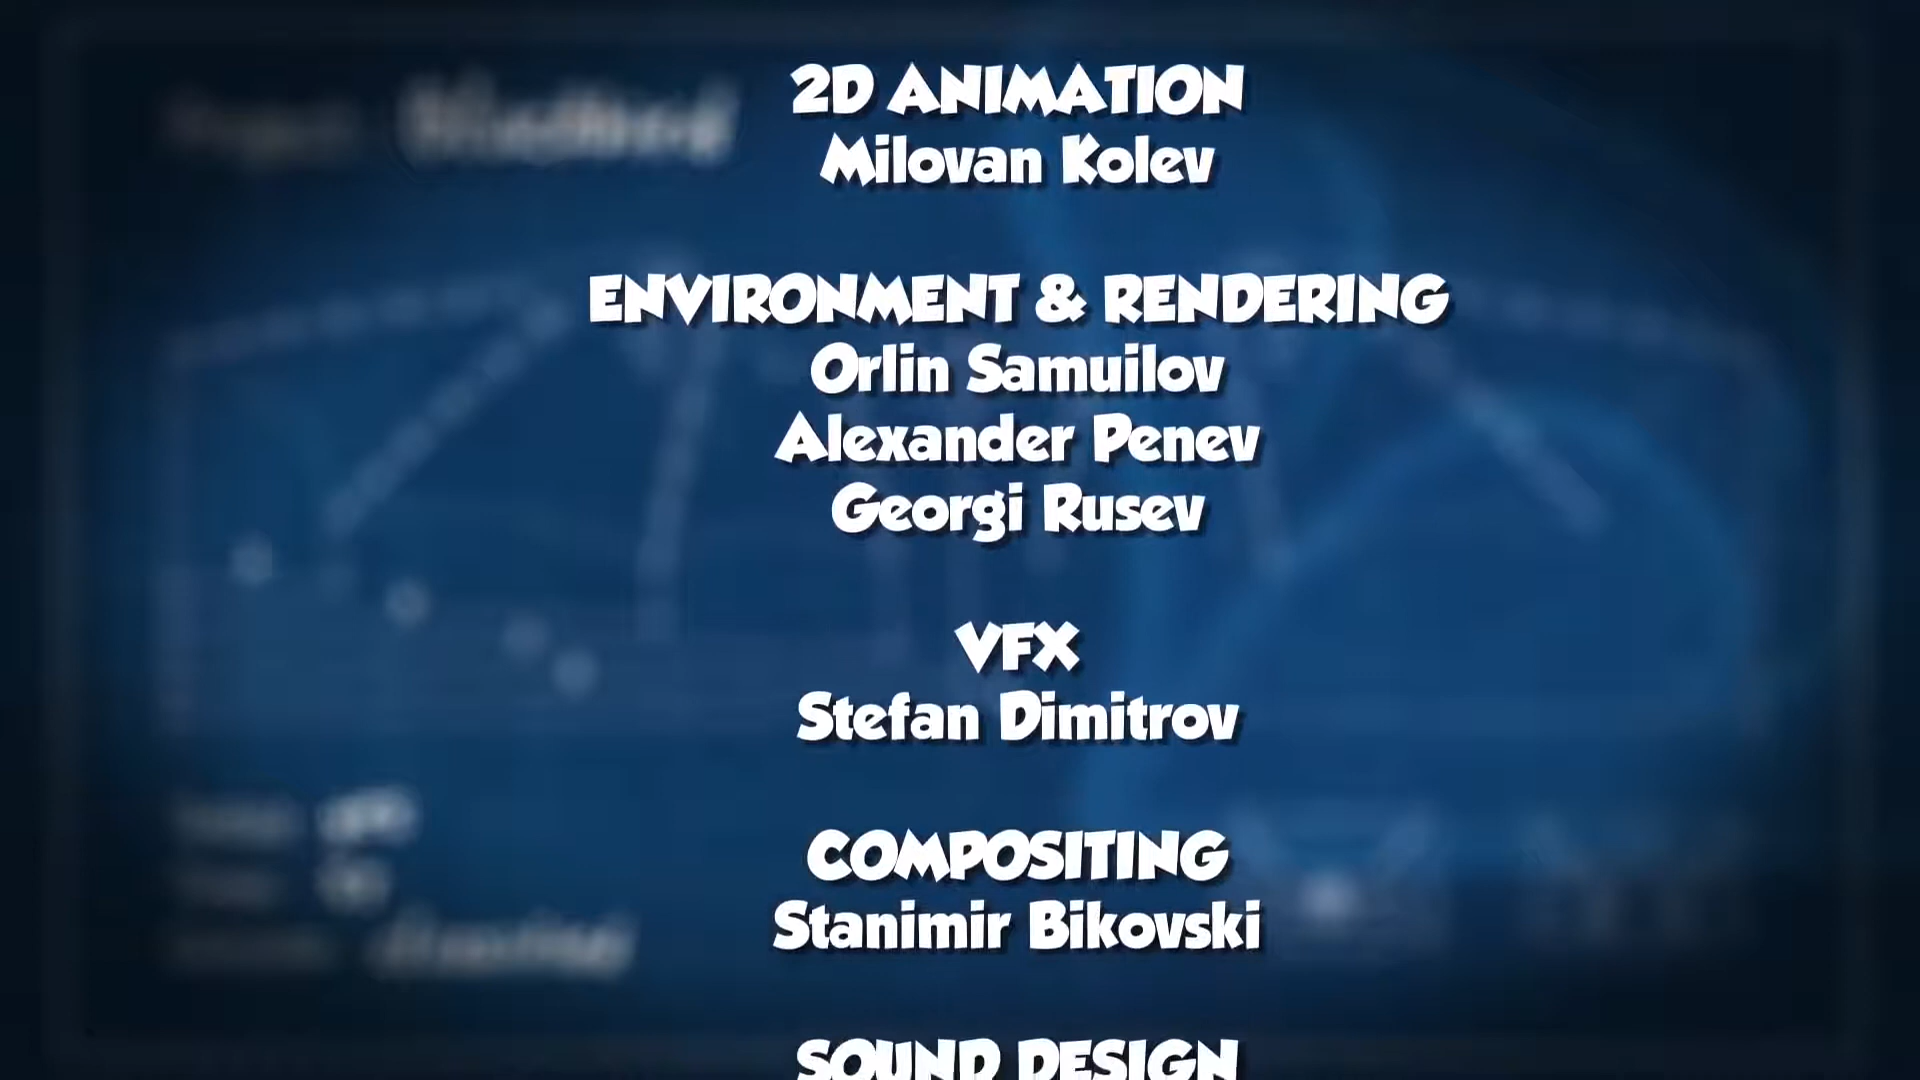 2D ANIMATION
Milovan Kolev
ENVIRONMENT & RENDERING
Orlin Samuilov
Alexander Penev
Georgi Rusev
VFX
Stefan Dimitrov
COMPOSITING
Stanimir Bikovski
SOUND DESIGN